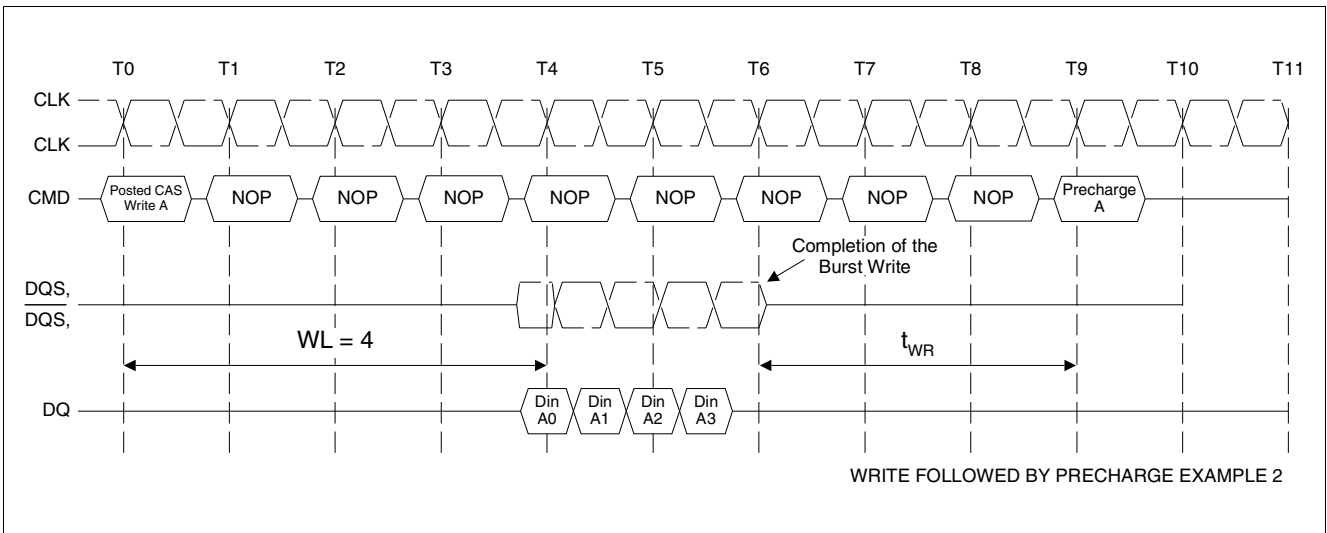 T0 T1 T2 T3 T4 T5 T6 T7 T8 T9 T10 T11
CLK
CLK
CMD
Posted CAS
Write A
NOP NOP NOP NOP NOP NOP NOP NOP
Precharge
A
Completion of the
Burst Write
DQS,
DQS,
WL = 4
tWR
DQ
Din
A0
Din
A1
Din
A2
Din
A3
WRITE FOLLOWED BY PRECHARGE EXAMPLE 2